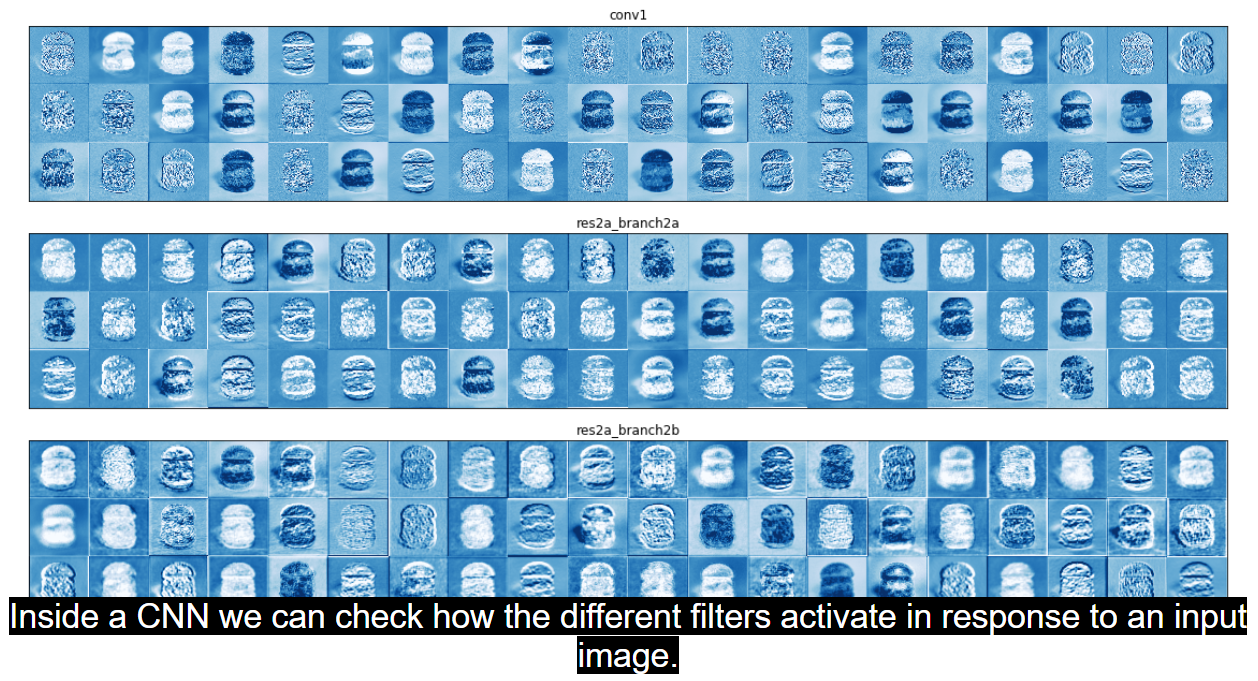 conv1
res2a_branch2a
res2a_branch2b
Inside a CNN we can check how the different filters activate in response to an input
image.